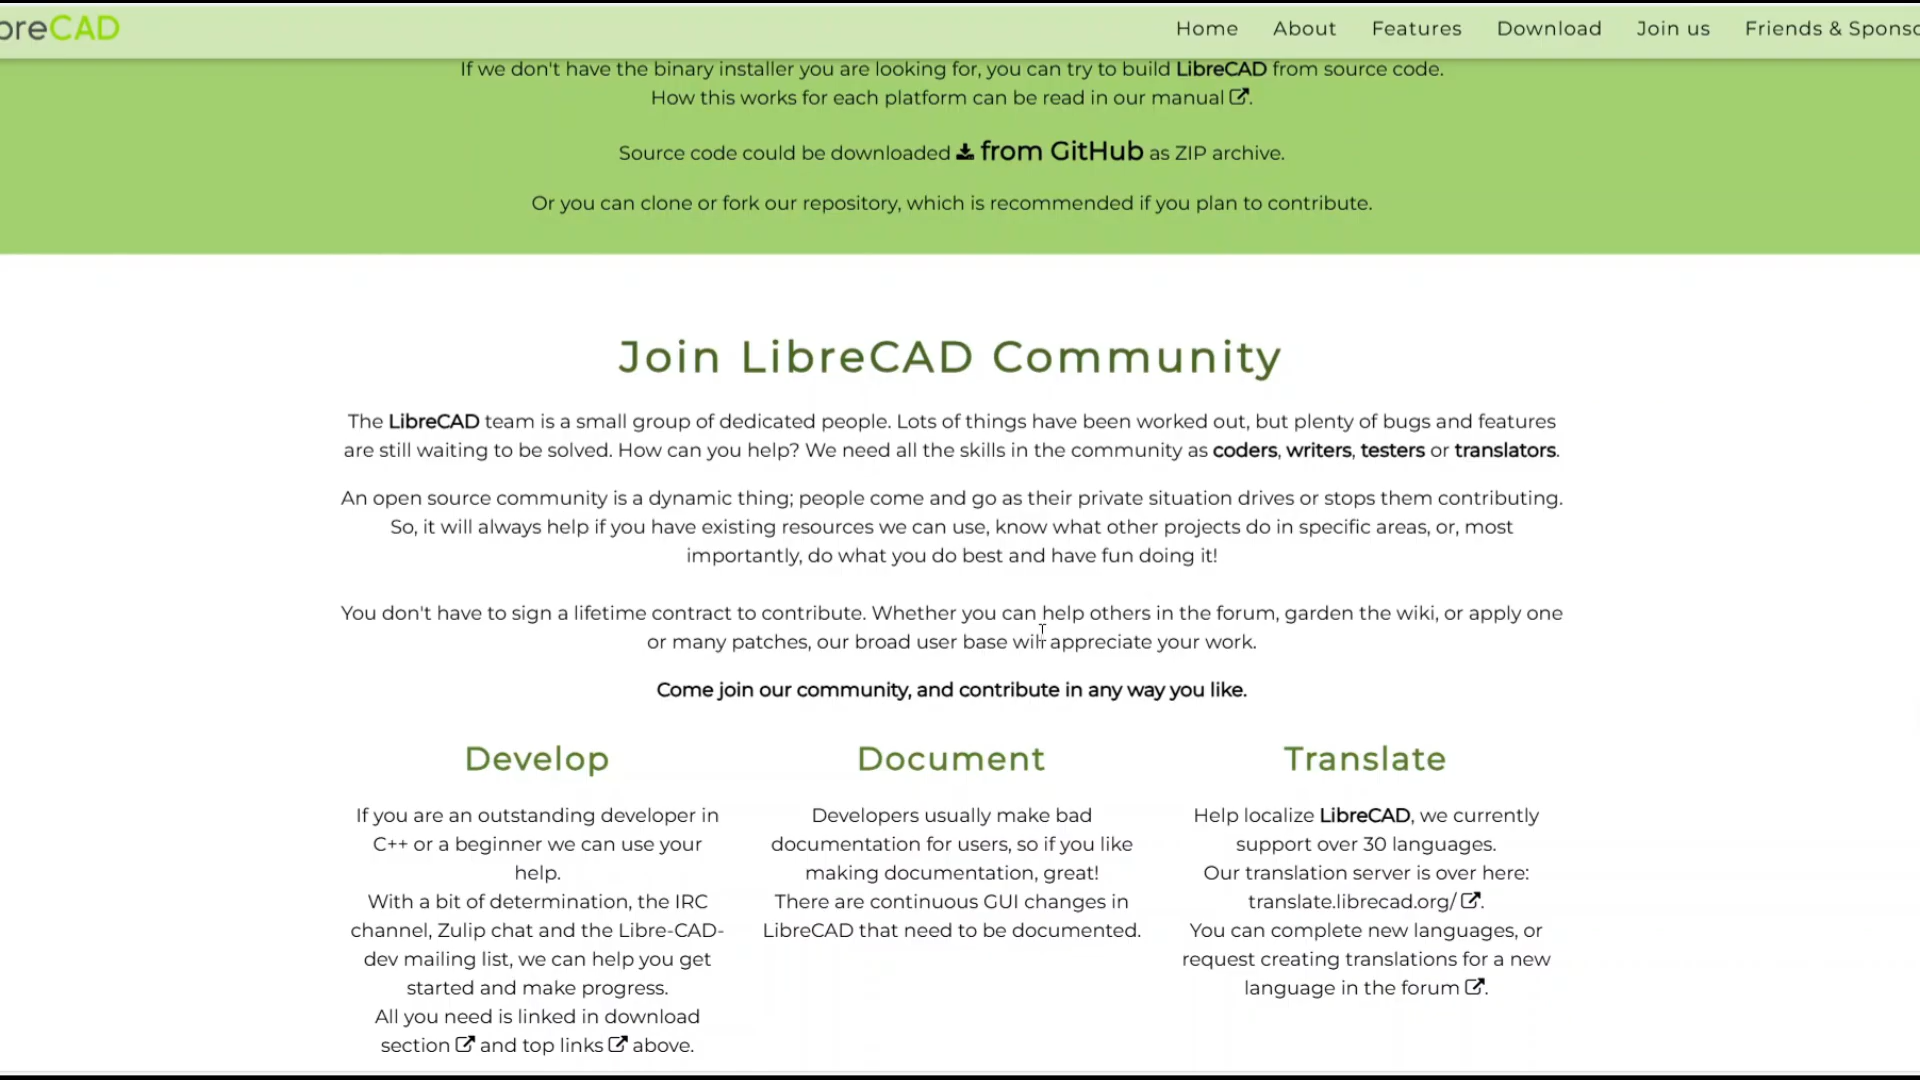 breCAD
Home About Features Download Join us Friends & Sponso
If we don't have the binary installer you are looking for, you can try to build LibreCAD from source code.
How this works for each platform can be read in our manual.
Source code could be downloaded from GitHub as ZIP archive.
Or you can clone or fork our repository, which is recommended if you plan to contribute.
Join LibreCAD Community
The LibreCAD team is a small group of dedicated people. Lots of things have been worked out, but plenty of bugs and features
are still waiting to be solved. How can you help? We need all the skills in the community as coders, writers, testers or translators.
An open source community is a dynamic thing; people come and go as their private situation drives or stops them contributing.
So, it will always help if you have existing resources we can use, know what other projects do in specific areas, or, most
importantly, do what you do best and have fun doing it!
You don't have to sign a lifetime contract to contribute. Whether you can help others in the forum, garden the wiki, or apply one
or many patches, our broad user base will appreciate your work.
Come join our community, and contribute in any way you like.
Develop
If you are an outstanding developer in
C++ or a beginner we can use your
help.
With a bit of determination, the IRC
channel, Zulip chat and the Libre-CAD-
dev mailing list, we can help you get
started and make progress.
All you need is linked in download
section and top links above.
Document
Developers usually make bad
documentation for users, so if you like
making documentation, great!
There are continuous GUI changes in
LibreCAD that need to be documented.
Translate
Help localize LibreCAD, we currently
support over 30 languages.
Our translation server is over here:
translate.librecad.org/.
You can complete new languages, or
request creating translations for a new
language in the forum.